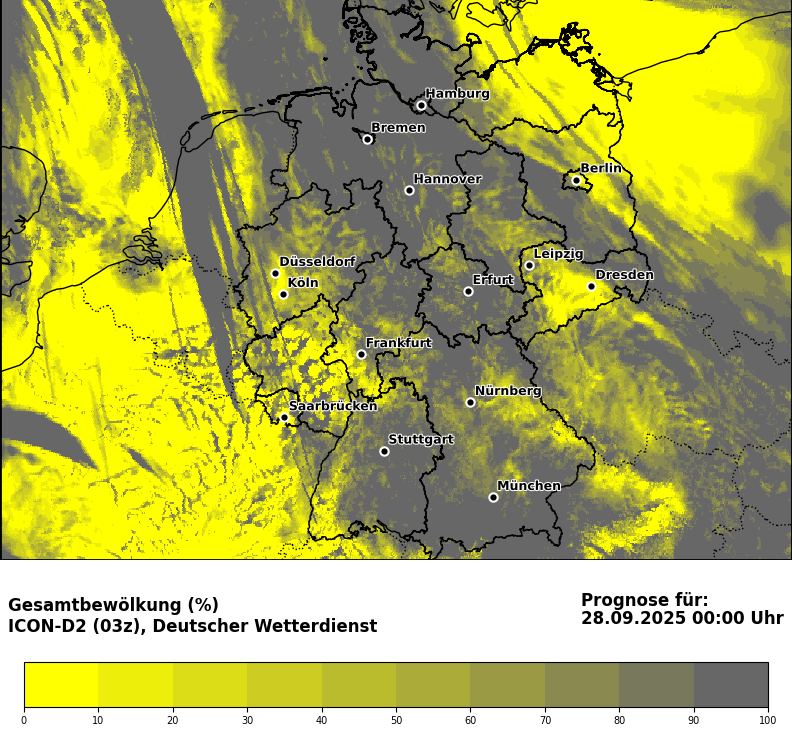 Hamburg
Bremen
Berlin
Hannover
Düsseldorf
Leipzig
Köln
Erfurt
Dresden
Frankfurt
Nürnberg
Saarbrücken
Stuttgart
München
Gesamtbewölkung (%)
ICON-D2 (03z), Deutscher Wetterdienst
Prognose für:
28.09.2025 00:00 Uhr
0 10 20 30 40 50 60 70 80 90 100